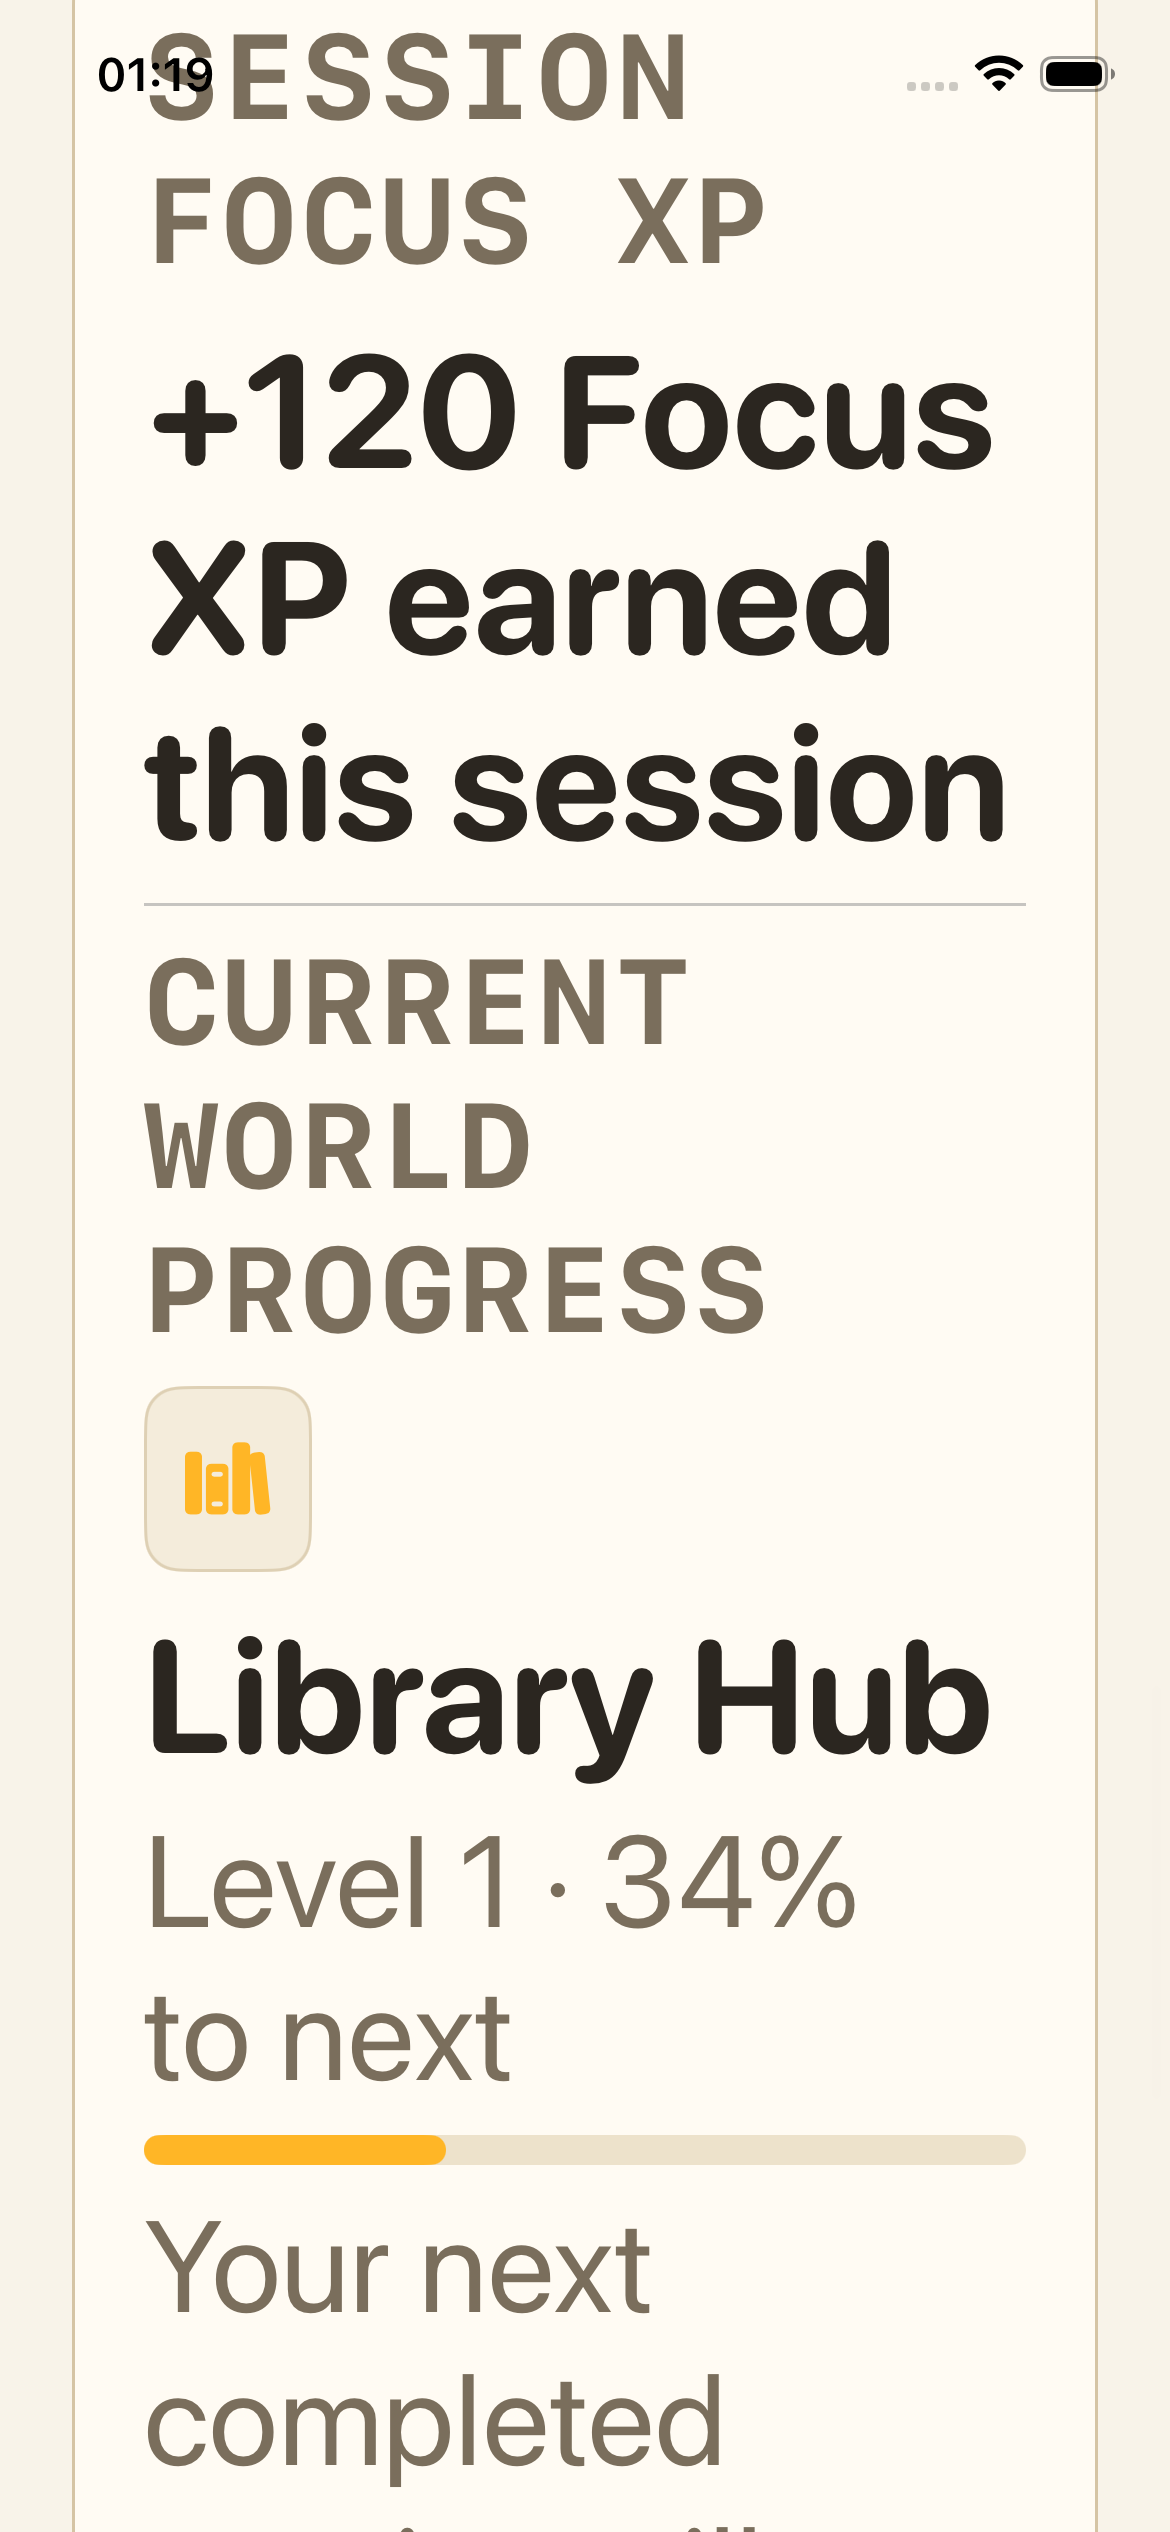 01:19
SESSION
FOCUS XP
+120 Focus
XP earned
this session
CURRENT
WORLD
PROGRESS
Library Hub
Level 1 · 34%
to next
Your next
completed